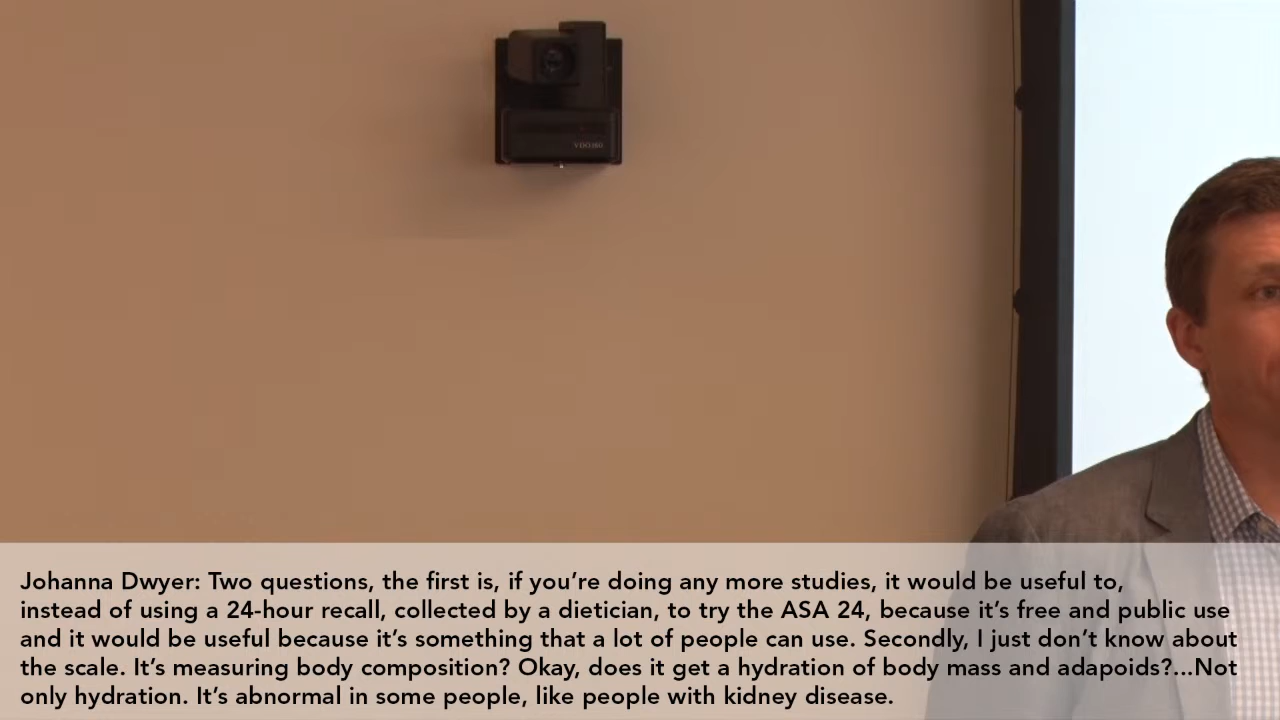 Johanna Dwyer: Two questions, the first is, if you’re doing any more studies, it would be useful to,
instead of using a 24-hour recall, collected by a dietician, to try the ASA 24, because it’s free and public use
and it would be useful because it’s something that a lot of people can use. Secondly, I just don’t know about
the scale. It’s measuring body composition? Okay, does it get a hydration of body mass and adapoids?...Not
only hydration. It’s abnormal in some people, like people with kidney disease.